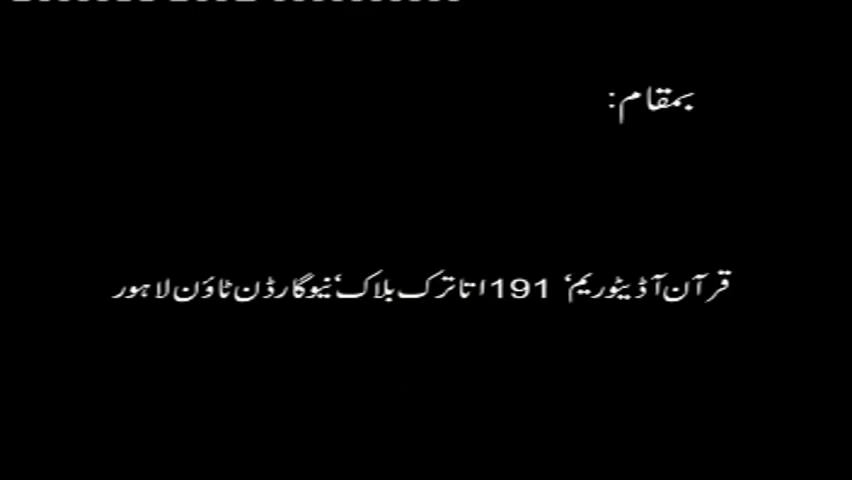 بمقام:
قرآن آڈیٹوریم‘ 191 اتاترک بلاک‘ نیو گارڈن ٹاؤن لاہور